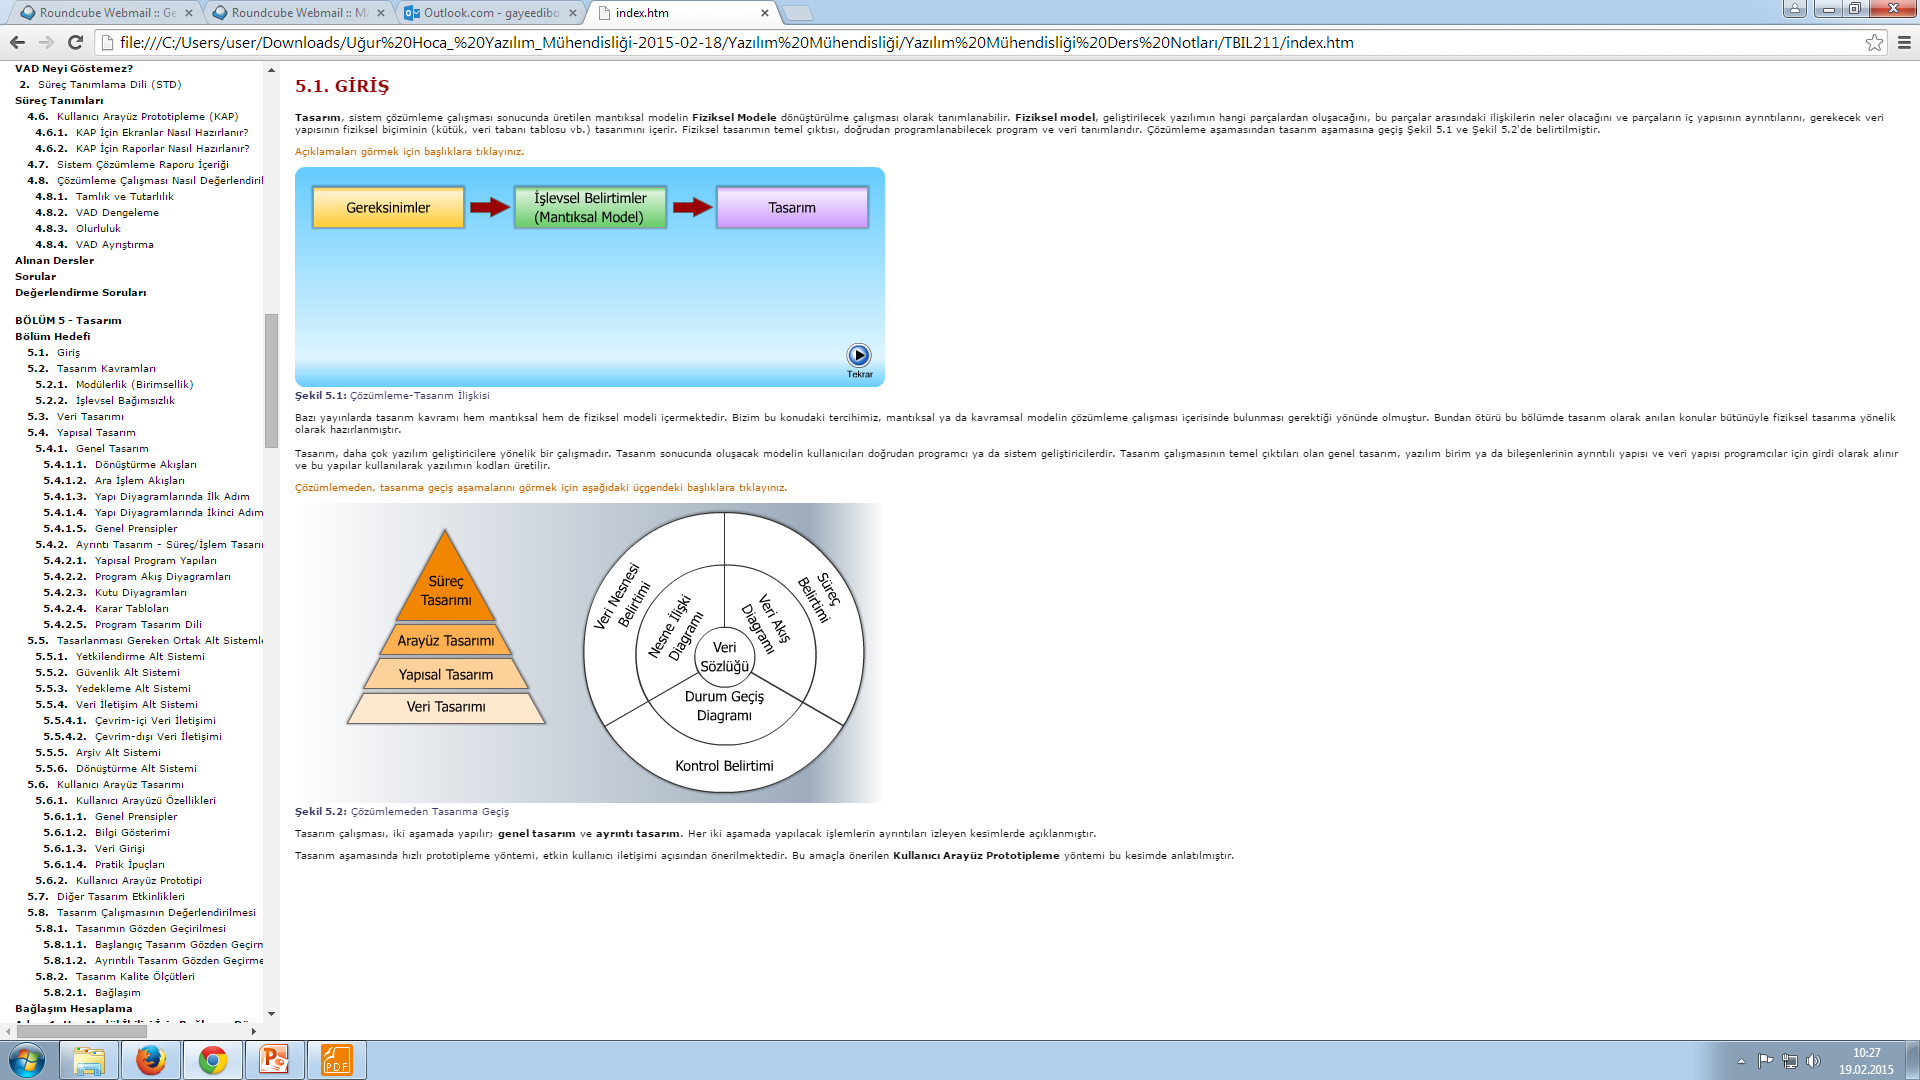 Roundcube Webmail :: Ge
Roundcube Webmail :: Ma
Outlook.com - gayeedibo
index.htm
file:///C:/Users/user/Downloads/Uğur%20Hoca_%20Yazılım_Mühendisliği-2015-02-18/Yazılım%20Mühendisliği/Yazılım%20Mühendisliği%20Ders%20Notları/TBIL211/index.htm
VAD Neyi Göstemez?
2. Süreç Tanımlama Dili (STD)
Süreç Tanımları
4.6. Kullanıcı Arayüz Prototipleme (KAP)
4.6.1. KAP İçin Ekranlar Nasıl Hazırlanır?
4.6.2. KAP İçin Raporlar Nasıl Hazırlanır?
4.7. Sistem Çözümleme Raporu İçeriği
4.8. Çözümleme Çalışması Nasıl Değerlendiril
4.8.1. Tamlık ve Tutarlılık
4.8.2. VAD Dengeleme
4.8.3. Olurluluk
4.8.4. VAD Ayrıştırma
Alınan Dersler
Sorular
Değerlendirme Soruları
BÖLÜM 5 - Tasarım
Bölüm Hedefi
5.1. Giriş
5.2. Tasarım Kavramları
5.2.1. Modülerlik (Birimsellik)
5.2.2. İşlevsel Bağımsızlık
5.3. Veri Tasarımı
5.4. Yapısal Tasarım
5.4.1. Genel Tasarım
5.4.1.1. Dönüştürme Akışları
5.4.1.2. Ara İşlem Akışları
5.4.1.3. Yapı Diyagramlarında İlk Adım
5.4.1.4. Yapı Diyagramlarında İkinci Adım
5.4.1.5. Genel Prensipler
5.4.2. Ayrıntı Tasarım - Süreç/İşlem Tasarı
5.4.2.1. Yapısal Program Yapıları
5.4.2.2. Program Akış Diyagramları
5.4.2.3. Kutu Diyagramları
5.4.2.4. Karar Tabloları
5.4.2.5. Program Tasarım Dili
5.5. Tasarlanması Gereken Ortak Alt Sistemle
5.5.1. Yetkilendirme Alt Sistemi
5.5.2. Güvenlik Alt Sistemi
5.5.3. Yedekleme Alt Sistemi
5.5.4. Veri İletişim Alt Sistemi
5.5.4.1. Çevrim-içi Veri İletişimi
5.5.4.2. Çevrim-dışı Veri İletişimi
5.5.5. Arşiv Alt Sistemi
5.5.6. Dönüştürme Alt Sistemi
5.6. Kullanıcı Arayüz Tasarımı
5.6.1. Kullanıcı Arayüzü Özellikleri
5.6.1.1. Genel Prensipler
5.6.1.2. Bilgi Gösterimi
5.6.1.3. Veri Girişi
5.6.1.4. Pratik İpuçları
5.6.2. Kullanıcı Arayüz Prototipi
5.7. Diğer Tasarım Etkinlikleri
5.8. Tasarım Çalışmasının Değerlendirilmesi
5.8.1. Tasarımın Gözden Geçirilmesi
5.8.1.1. Başlangıç Tasarım Gözden Geçirm
5.8.1.2. Ayrıntılı Tasarım Gözden Geçirme
5.8.2. Tasarım Kalite Ölçütleri
5.8.2.1. Bağlaşım
Bağlaşım Hesaplama
5.1. GİRİŞ
Tasarım, sistem çözümleme çalışması sonucunda üretilen mantıksal modelin Fiziksel Modele dönüştürülme çalışması olarak tanımlanabilir. Fiziksel model, geliştirilecek yazılımın hangi parçalardan oluşacağını, bu parçalar arasındaki ilişkilerin neler olacağını ve parçaların iç yapısının ayrıntılarını, gerekecek veri
yapısının fiziksel biçiminin (kütük, veri tabanı tablosu vb.) tasarımını içerir. Fiziksel tasarımın temel çıktısı, doğrudan programlanabilecek program ve veri tanımlarıdır. Çözümleme aşamasından tasarım aşamasına geçiş Şekil 5.1 ve Şekil 5.2'de belirtilmiştir.
Açıklamaları görmek için başlıklara tıklayınız.
Gereksinimler
İşlevsel Belirtimler
(Mantıksal Model)
Tasarım
Tekrar
Şekil 5.1: Çözümleme-Tasarım İlişkisi
Bazı yayınlarda tasarım kavramı hem mantıksal hem de fiziksel modeli içermektedir. Bizim bu konudaki tercihimiz, mantıksal ya da kavramsal modelin çözümleme çalışması içerisinde bulunması gerektiği yönünde olmuştur. Bundan ötürü bu bölümde tasarım olarak anılan konular bütünüyle fiziksel tasarıma yönelik
olarak hazırlanmıştır.
Tasarım, daha çok yazılım geliştiricilere yönelik bir çalışmadır. Tasarım sonucunda oluşacak modelin kullanıcıları doğrudan programcı ya da sistem geliştiricilerdir. Tasarım çalışmasının temel çıktıları olan genel tasarım, yazılım birim ya da bileşenlerinin ayrıntılı yapısı ve veri yapısı programcılar için girdi olarak alınır
ve bu yapılar kullanılarak yazılımın kodları üretilir.
Çözümlemeden, tasarıma geçiş aşamalarını görmek için aşağıdaki üçgendeki başlıklara tıklayınız.
Süreç
Tasarımı
Arayüz Tasarımı
Yapısal Tasarım
Veri Tasarımı
Veri Nesnesi
Belirtimi
Süreç
Belirtimi
Nesne İlişki
Diagramı
Veri Akış
Diagramı
Veri
Sözlüğü
Durum Geçiş
Diagramı
Kontrol Belirtimi
Şekil 5.2: Çözümlemeden Tasarıma Geçiş
Tasarım çalışması, iki aşamada yapılır; genel tasarım ve ayrıntı tasarım. Her iki aşamada yapılacak işlemlerin ayrıntıları izleyen kesimlerde açıklanmıştır.
Tasarım aşamasında hızlı prototipleme yöntemi, etkin kullanıcı iletişimi açısından önerilmektedir. Bu amaçla önerilen Kullanıcı Arayüz Prototipleme yöntemi bu kesimde anlatılmıştır.
PDF
10:27
19.02.2015